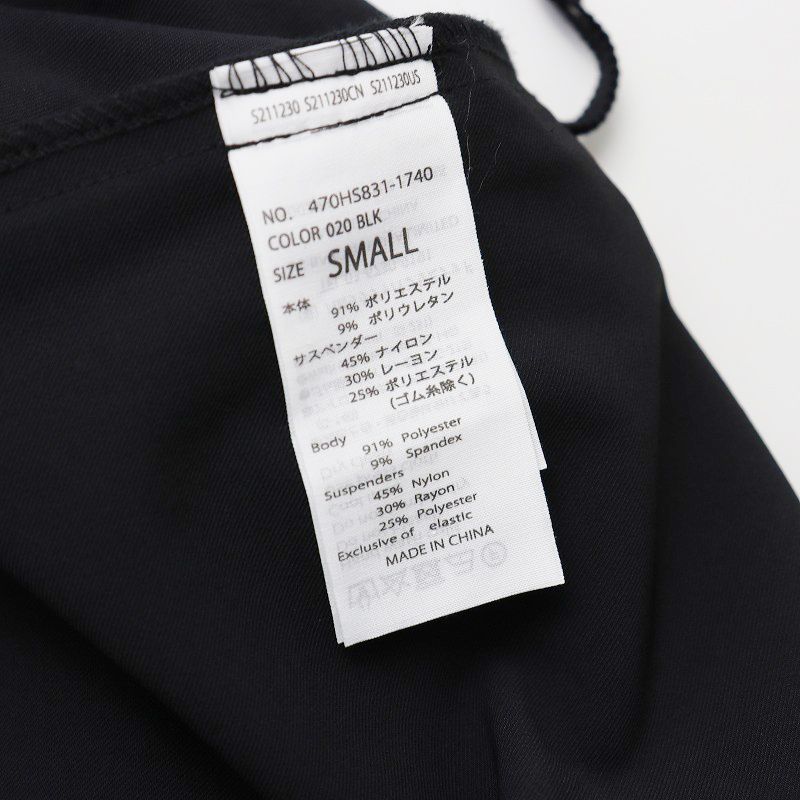 S211230 S211230CN S211230US
NO. 470HS831-1740
COLOR 020 BLK
SIZE SMALL
本体 91% ポリエステル
9% ポリウレタン
サスペンダー
45% ナイロン
30% レーヨン
25% ポリエステル
(ゴム糸除く)
Body 91% Polyester
9% Spandex
Suspenders
45% Nylon
30% Rayon
25% Polyester
Exclusive of elastic
MADE IN CHINA